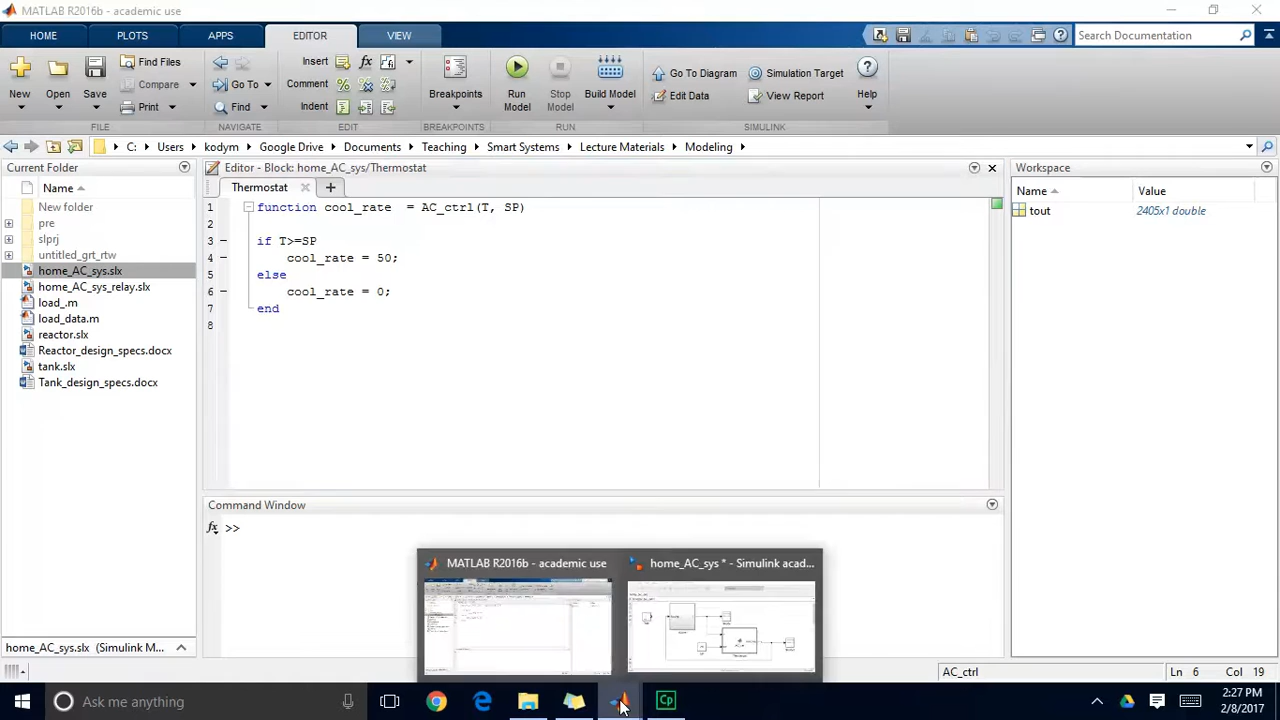 MATLAB R2016b - academic use
HOME PLOTS APPS EDITOR VIEW
Search Documentation
New Open Save Find Files Compare Print
Go To Find
Insert Comment Indent
Breakpoints
Run Model Stop Model Build Model
Go To Diagram Simulation Target
Edit Data View Report
Help
FILE NAVIGATE EDIT BREAKPOINTS RUN SIMULINK
C: Users kodym Google Drive Documents Teaching Smart Systems Lecture Materials Modeling
Current Folder
Name
New folder
pre
slprj
untitled_grt_rtw
home_AC_sys.slx
home_AC_sys_relay.slx
load_.m
load_data.m
reactor.slx
Reactor_design_specs.docx
tank.slx
Tank_design_specs.docx
home_AC_sys.slx (Simulink M...
Editor - Block: home_AC_sys/Thermostat
Thermostat
1 function cool_rate = AC_ctrl(T, SP)
2
3 if T>=SP
4 cool_rate = 50;
5 else
6 cool_rate = 0;
7 end
8
Command Window
fx >>
Workspace
Name Value
tout 2405x1 double
MATLAB R2016b - academic use
home_AC_sys * - Simulink acad...
AC_ctrl Ln 6 Col 19
Ask me anything
Cp
2:27 PM
2/8/2017